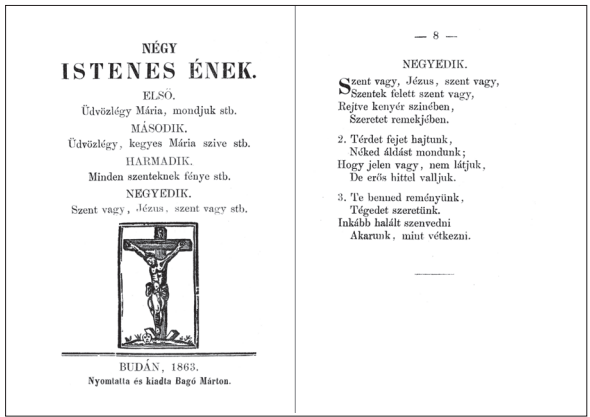 NÉGY
ISTENES ÉNEK.
ELSŐ.
Üdvözlégy Mária, mondjuk stb.
MÁSODIK.
Üdvözlégy, kegyes Mária szive stb.
HARMADIK.
Minden szenteknek fénye stb.
NEGYEDIK.
Szent vagy, Jézus, szent vagy stb.
BUDÁN, 1863.
Nyomtatta és kiadta Bagó Márton.
— 8 —
NEGYEDIK.
Szent vagy, Jézus, szent vagy,
Szentek felett szent vagy,
Rejtve kenyér szinében,
Szeretet remekjében.
2. Térdet fejet hajtunk,
Néked áldást mondunk;
Hogy jelen vagy, nem látjuk,
De erős hittel valljuk.
3. Te benned reményünk,
Tégedet szeretünk.
Inkább halált szenvedni
Akarunk, mint vétkezni.